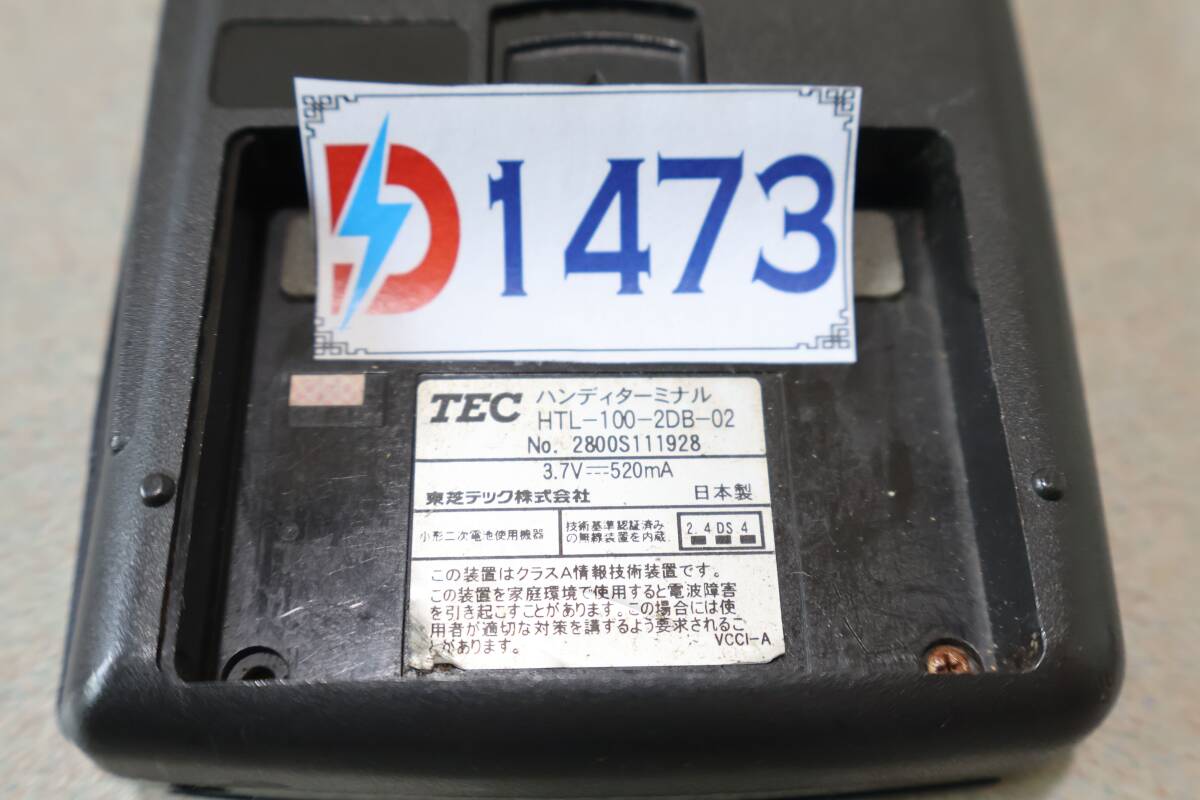 D 1473
TEC ハンディターミナル
HTL-100-2DB-02
No. 2800S111928
3.7V⎓520mA
東芝テック株式会社 日本製
小形二次電池使用機器
技術基準認証済み
の無線装置を内蔵.
2.4DS4
この装置はクラスA情報技術装置です。
この装置を家庭環境で使用すると電波障害
を引き起こすことがあります。この場合には使
用者が適切な対策を講ずるよう要求されるこ
とがあります。
VCCI-A